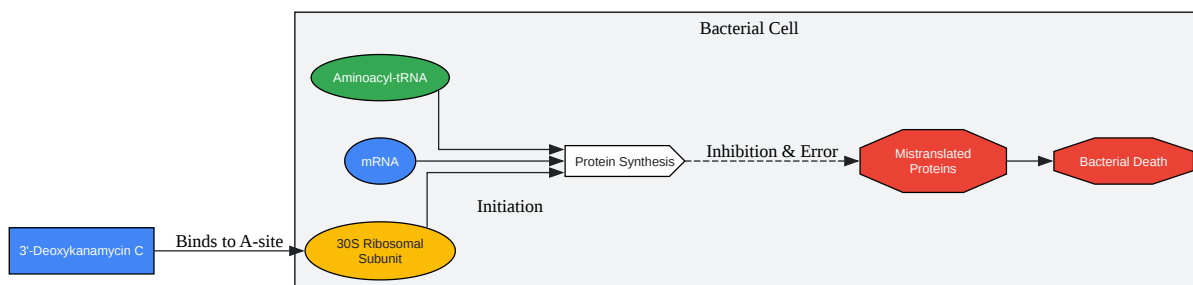 Bacterial Cell
Aminoacyl-tRNA
mRNA
Protein Synthesis
Inhibition & Error
Mistranslated
Proteins
Bacterial Death
Initiation
3'-Deoxykanamycin C
Binds to A-site
30S Ribosomal
Subunit